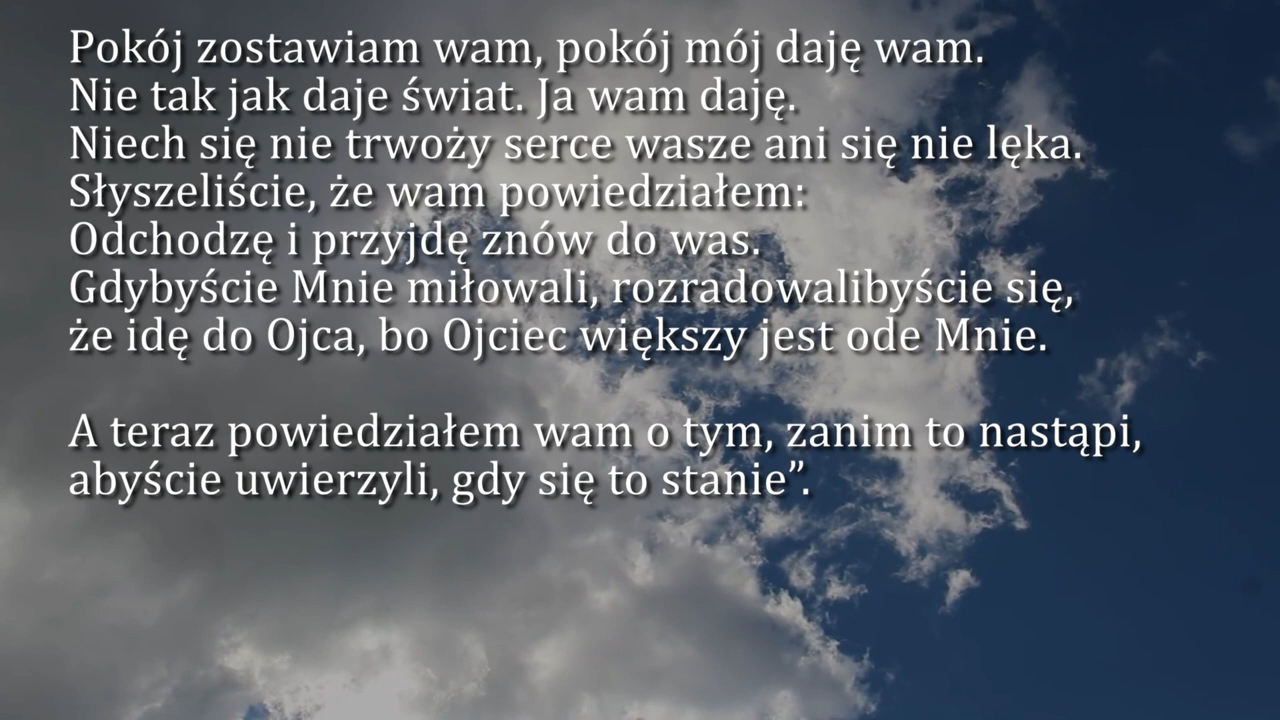 Pokój zostawiam wam, pokój mój daję wam.
Nie tak jak daje świat. Ja wam daję.
Niech się nie trwoży serce wasze ani się nie lęka.
Słyszeliście, że wam powiedziałem:
Odchodzę i przyjdę znów do was.
Gdybyście Mnie miłowali, rozradowalibyście się,
że idę do Ojca, bo Ojciec większy jest ode Mnie.
A teraz powiedziałem wam o tym, zanim to nastąpi,
abyście uwierzyli, gdy się to stanie”.